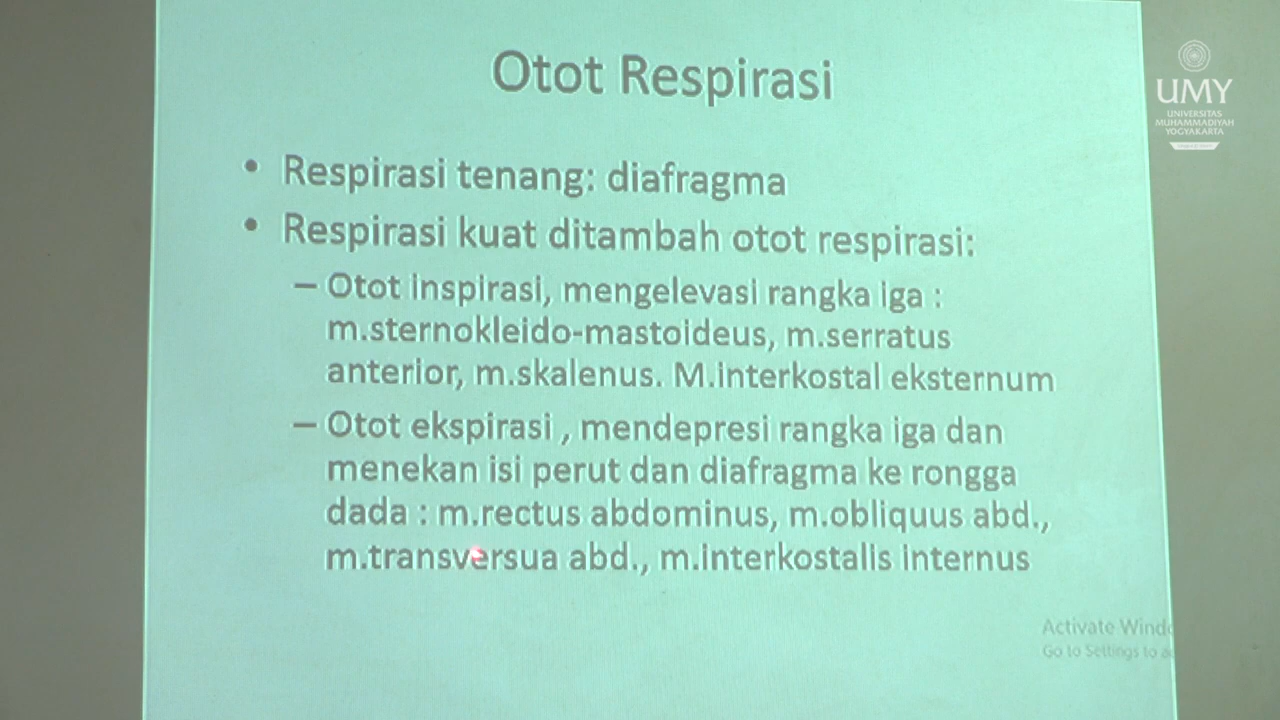 Otot Respirasi
• Respirasi tenang: diafragma
• Respirasi kuat ditambah otot respirasi:
– Otot inspirasi, mengelevasi rangka iga :
m.sternokleido-mastoideus, m.serratus
anterior, m.skalenus. M.interkostal eksternum
– Otot ekspirasi , mendepresi rangka iga dan
menekan isi perut dan diafragma ke rongga
dada : m.rectus abdominus, m.obliquus abd.,
m.transversua abd., m.interkostalis internus
UMY
UNIVERSITAS
MUHAMMADIYAH
YOGYAKARTA
Activate Windo
Go to Settings to a